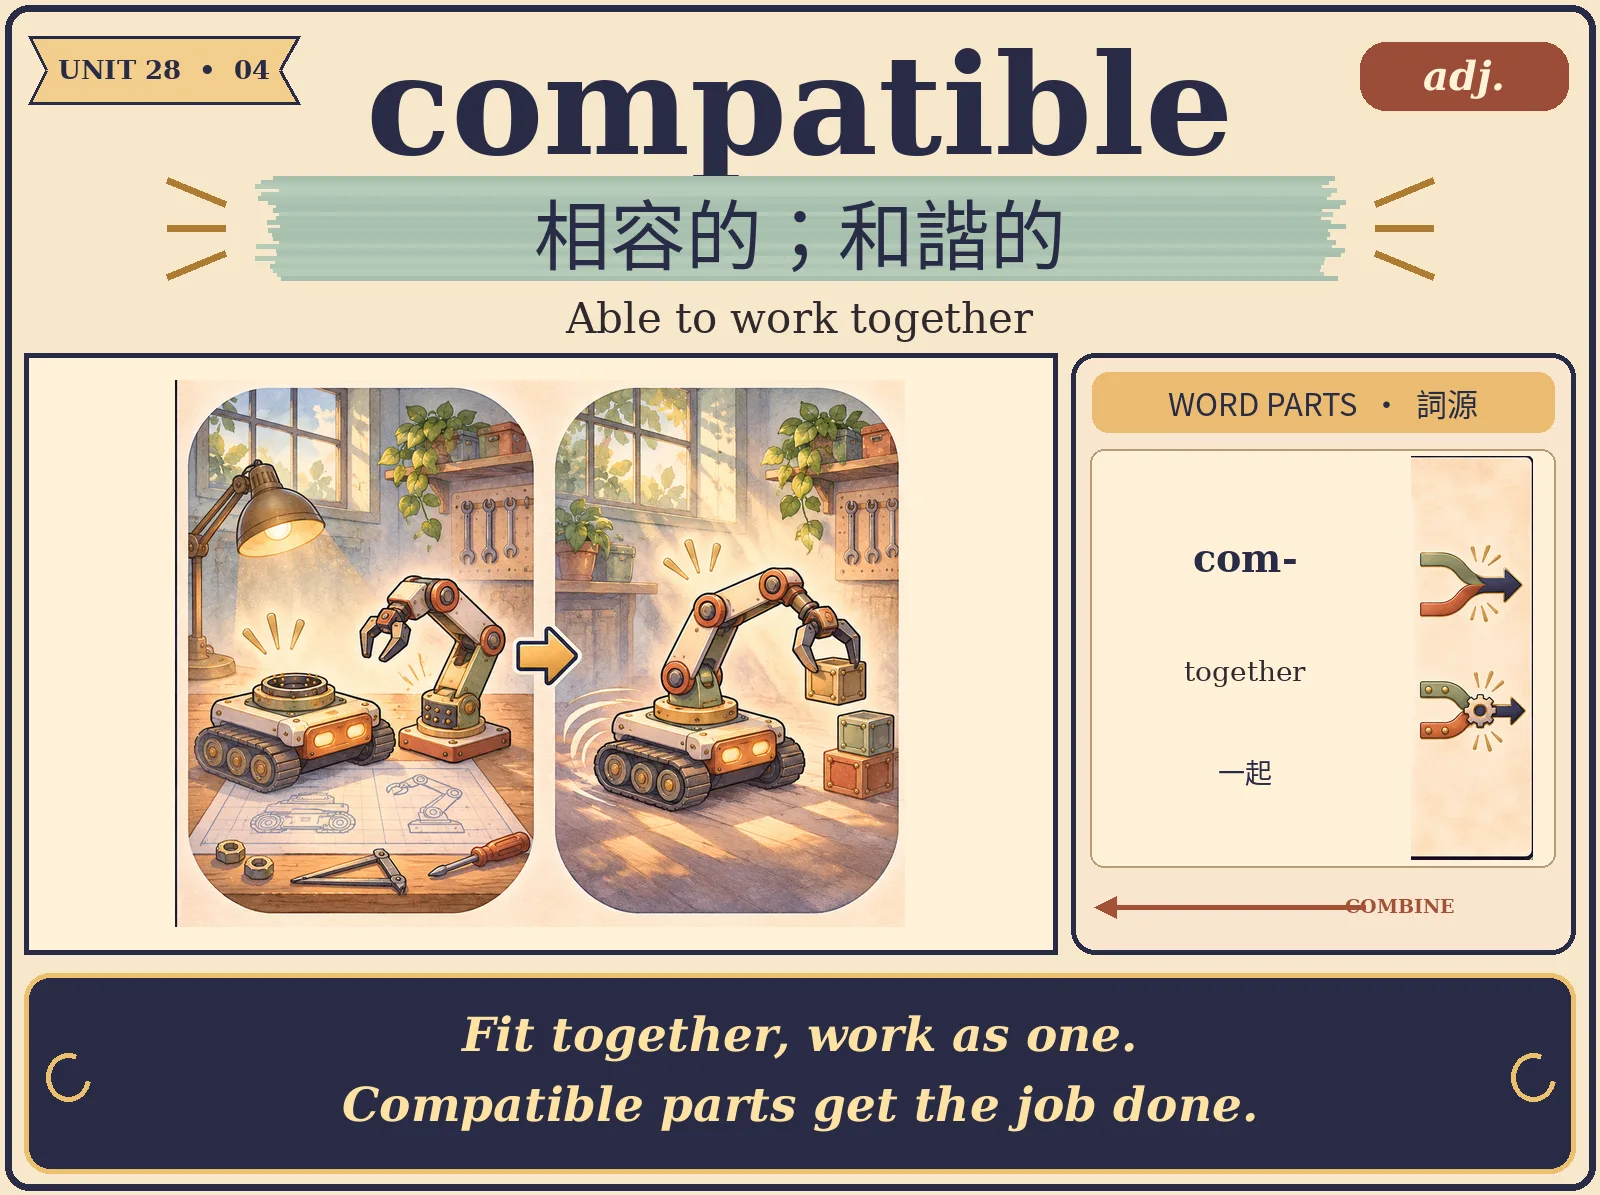 UNIT 28 • 04
compatible
adj.
相容的；和諧的
Able to work together
WORD PARTS • 詞源
com-
together
一起
COMBINE
Fit together, work as one.
Compatible parts get the job done.